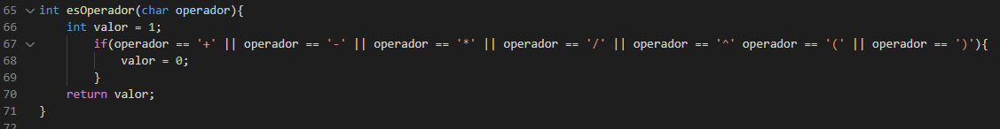 65 int esOperador(char operador){
66     int valor = 1;
67         if(operador == '+' || operador == '-' || operador == '*' || operador == '/' || operador == '^' operador == '(' || operador == ')'){
68             valor = 0;
69         }
70     return valor;
71 }
72